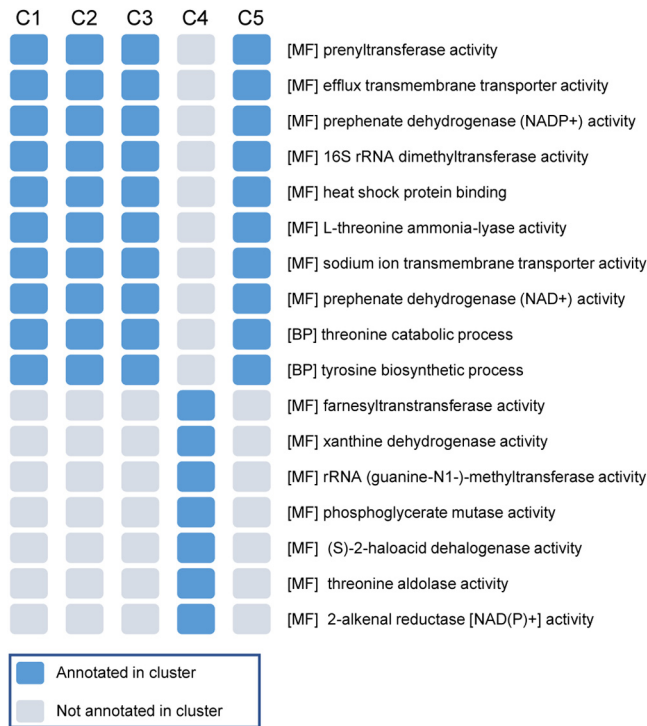 C1 C2 C3 C4 C5
[MF] prenyltransferase activity
[MF] efflux transmembrane transporter activity
[MF] prephenate dehydrogenase (NADP+) activity
[MF] 16S rRNA dimethyltransferase activity
[MF] heat shock protein binding
[MF] L-threonine ammonia-lyase activity
[MF] sodium ion transmembrane transporter activity
[MF] prephenate dehydrogenase (NAD+) activity
[BP] threonine catabolic process
[BP] tyrosine biosynthetic process
[MF] farnesyltranstransferase activity
[MF] xanthine dehydrogenase activity
[MF] rRNA (guanine-N1-)-methyltransferase activity
[MF] phosphoglycerate mutase activity
[MF] (S)-2-haloacid dehalogenase activity
[MF] threonine aldolase activity
[MF] 2-alkenal reductase [NAD(P)+] activity
Annotated in cluster
Not annotated in cluster